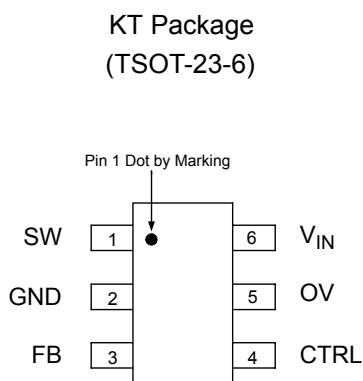 KT Package
(TSOT-23-6)
Pin 1 Dot by Marking
SW 1 6 VIN
GND 2 5 OV
FB 3 4 CTRL